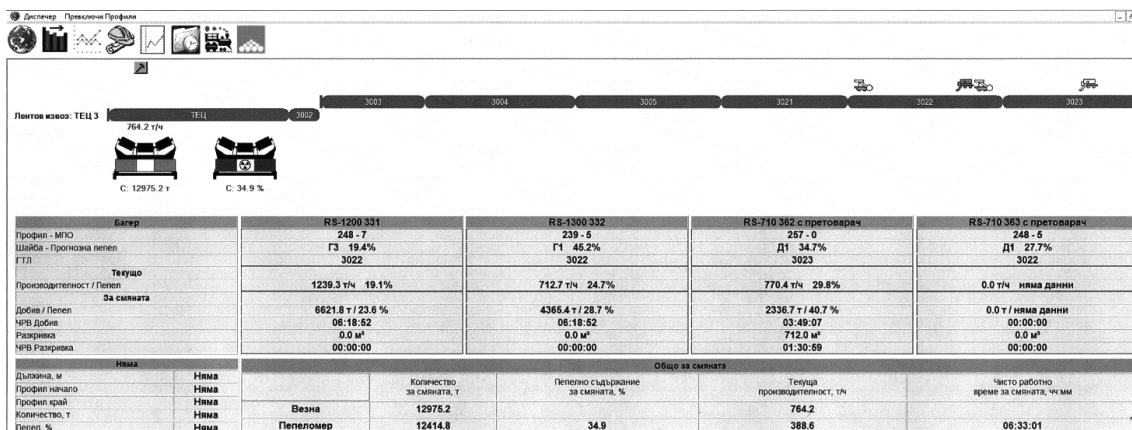 Диспечер Превключи Профили
3003 3004 3005 3021 3022 3023
Лентов извоз: ТЕЦ 3 ТЕЦ 3002
764.2 т/ч
С: 12975.2 т С: 34.9 %
Багер RS-1200 331 RS-1300 332 RS-710 362 с претоварач RS-710 363 с претоварач
Профил - МПО 248 - 7 239 - 5 257 - 0 248 - 5
Шайба - Прогнозна пепел Г3 19.4% Г1 45.2% Д1 34.7% Д1 27.7%
ГТЛ 3022 3022 3023 3022
Текущо
Производителност / Пепел 1239.3 т/ч 19.1% 712.7 т/ч 24.7% 770.4 т/ч 29.8% 0.0 т/ч няма данни
За смяната
Добив / Пепел 6621.8 т / 23.6 % 4365.4 т / 28.7 % 2336.7 т / 40.7 % 0.0 т / няма данни
ЧРВ Добив 06:18:52 06:18:52 03:49:07 00:00:00
Разкривка 0.0 м³ 0.0 м³ 712.0 м³ 0.0 м³
ЧРВ Разкривка 00:00:00 00:00:00 01:30:59 00:00:00
Няма Общо за смяната
Дължина, м Няма
Профил начало Няма
Профил край Няма
Количество, т Няма
Пепел, % Няма
Количество за смяната, т Пепелно съдържание за смяната, % Текуща производителност, т/ч Чисто работно време за смяната, чч:мм
Везна 12975.2 764.2
Пепеломер 12414.8 34.9 388.6 06:33:01